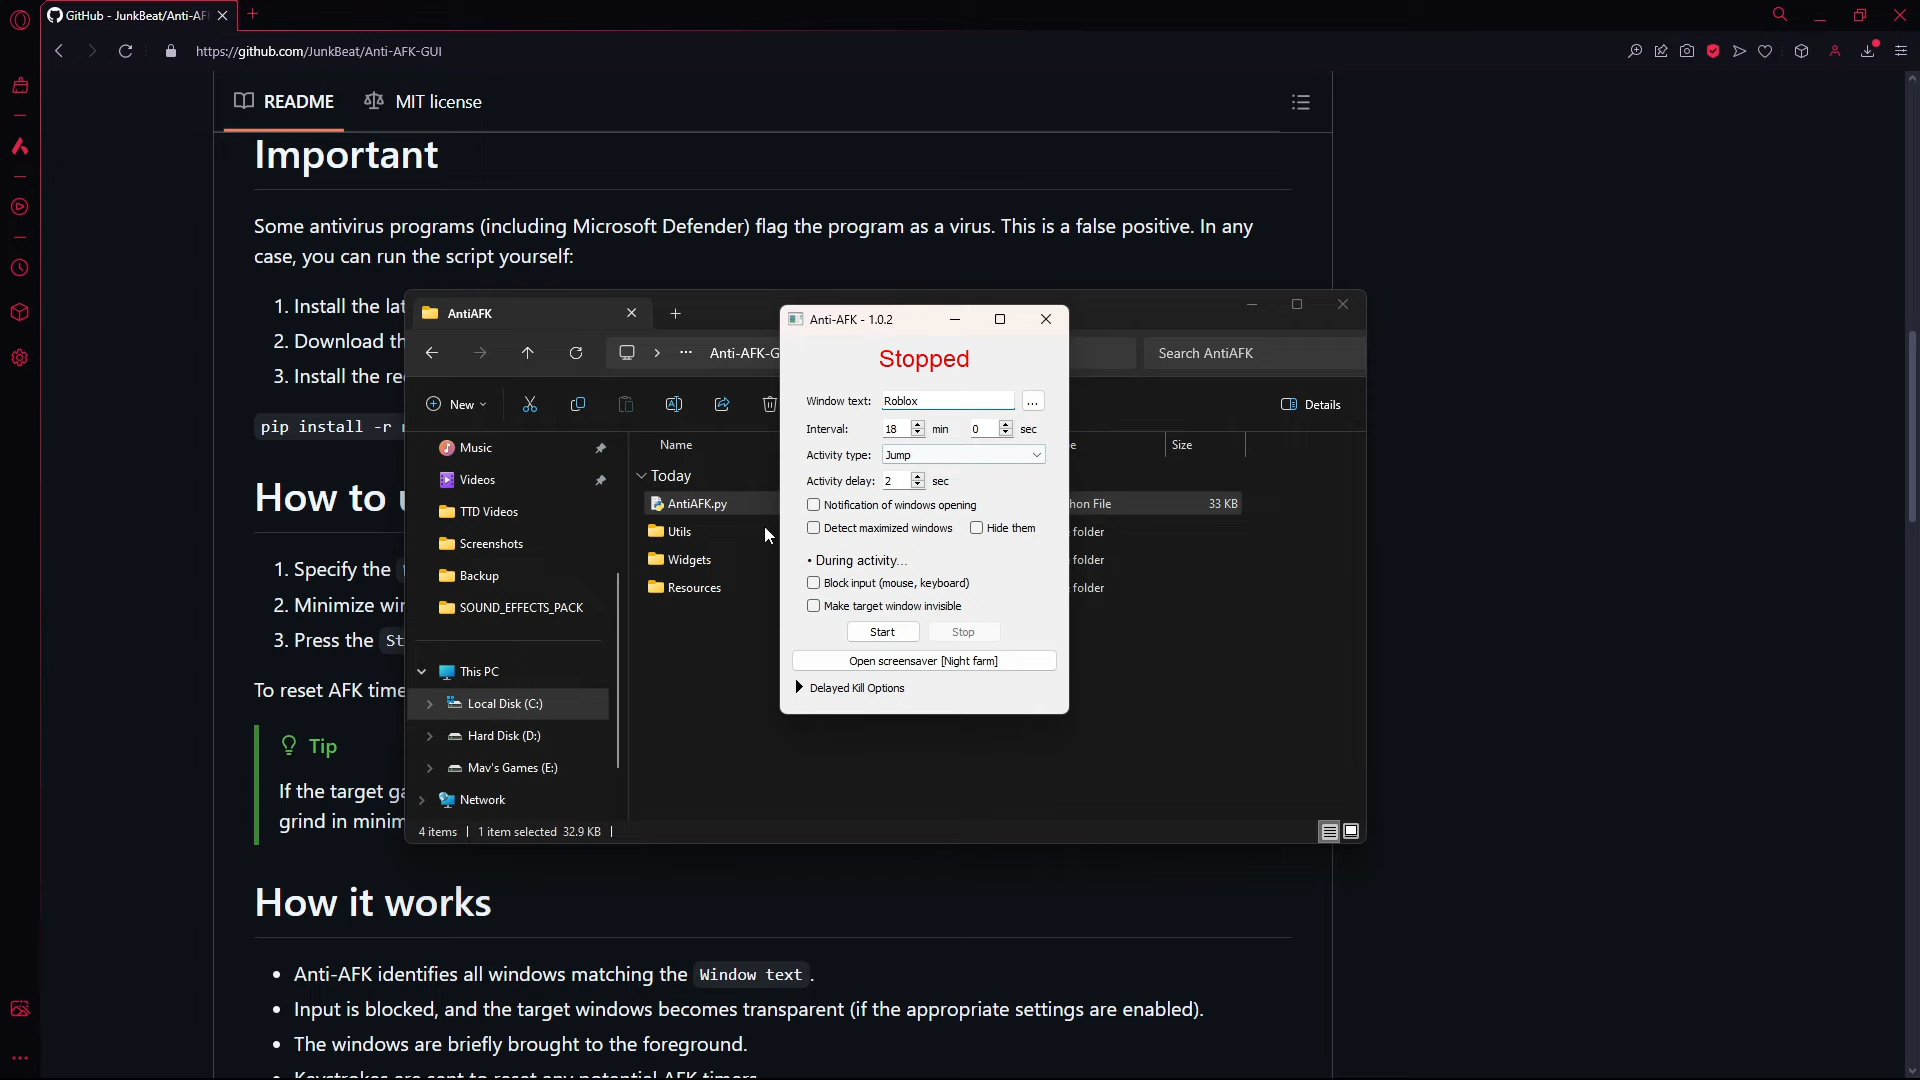 GitHub - JunkBeat/Anti-AF
https://github.com/JunkBeat/Anti-AFK-GUI
README
MIT license
Important
Some antivirus programs (including Microsoft Defender) flag the program as a virus. This is a false positive. In any
case, you can run the script yourself:
1. Install the lat
2. Download th
3. Install the re
pip install -r
How to
1. Specify the
2. Minimize wir
3. Press the St
To reset AFK time
Tip
If the target ga
grind in minim
How it works
• Anti-AFK identifies all windows matching the Window text .
• Input is blocked, and the target windows becomes transparent (if the appropriate settings are enabled).
• The windows are briefly brought to the foreground.
AntiAFK
Anti-AFK-G
Search AntiAFK
New
Details
Music
Videos
TTD Videos
Screenshots
Backup
SOUND_EFFECTS_PACK
This PC
Local Disk (C:)
Hard Disk (D:)
Mav's Games (E:)
Network
Name
Size
Today
AntiAFK.py
hon File
33 KB
Utils
folder
Widgets
folder
Resources
folder
4 items
1 item selected 32.9 KB
Anti-AFK - 1.0.2
Stopped
Window text: Roblox ...
Interval: 18 min 0 sec
Activity type: Jump
Activity delay: 2 sec
Notification of windows opening
Detect maximized windows Hide them
• During activity...
Block input (mouse, keyboard)
Make target window invisible
Start Stop
Open screensaver [Night farm]
Delayed Kill Options